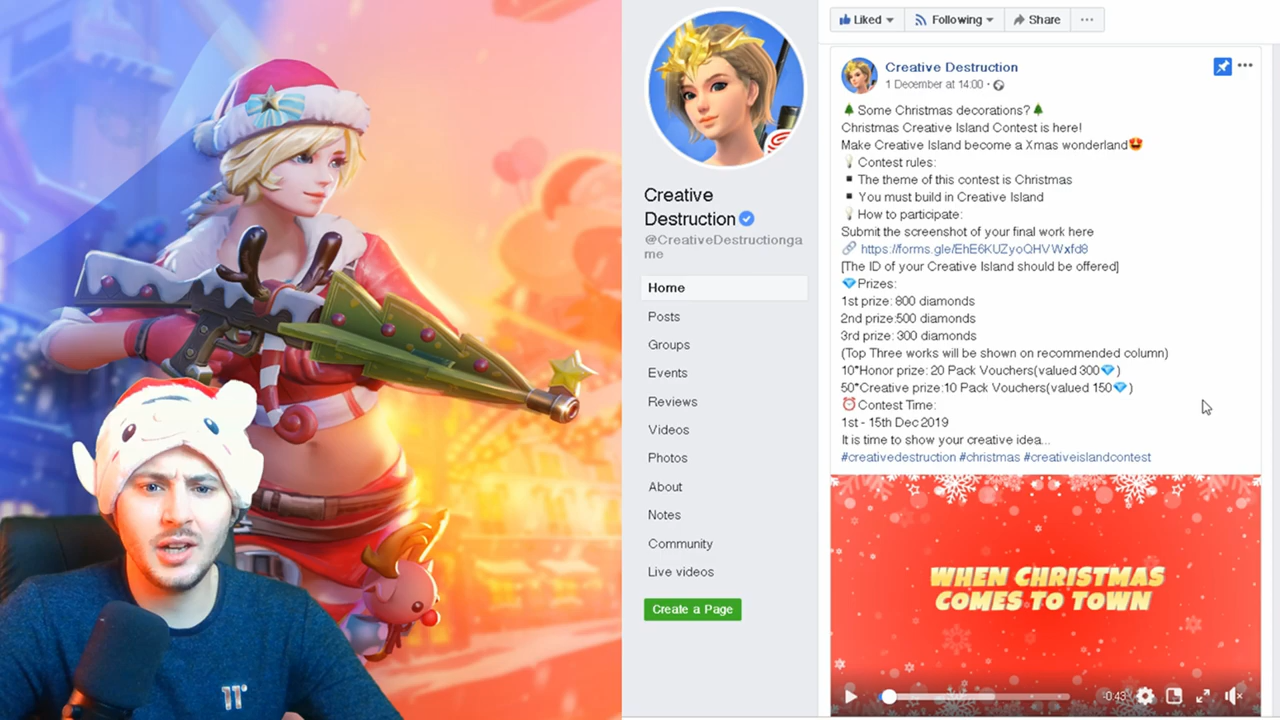 Liked
Following
Share
Creative Destruction
1 December at 14:00
Some Christmas decorations?
Christmas Creative Island Contest is here!
Make Creative Island become a Xmas wonderland
Contest rules:
▪ The theme of this contest is Christmas
▪ You must build in Creative Island
How to participate:
Submit the screenshot of your final work here
https://forms.gle/EhE6KUZyoQHVWxfd8
[The ID of your Creative Island should be offered]
💎Prizes:
1st prize: 800 diamonds
2nd prize:500 diamonds
3rd prize: 300 diamonds
(Top Three works will be shown on recommended column)
10*Honor prize: 20 Pack Vouchers(valued 300💎)
50*Creative prize:10 Pack Vouchers(valued 150💎)
⏰Contest Time:
1st - 15th Dec 2019
It is time to show your creative idea...
#creativedestruction #christmas #creativeislandcontest
WHEN CHRISTMAS
COMES TO TOWN
-0:43
Creative
Destruction
@CreativeDestructionga
me
Home
Posts
Groups
Events
Reviews
Videos
Photos
About
Notes
Community
Live videos
Create a Page